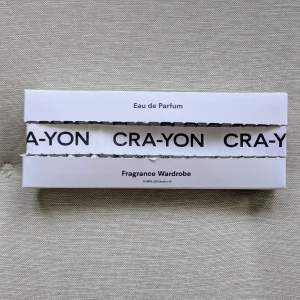 Eau de Parfum
A-YON CRA-YON CRA-Y
Fragrance Wardrobe